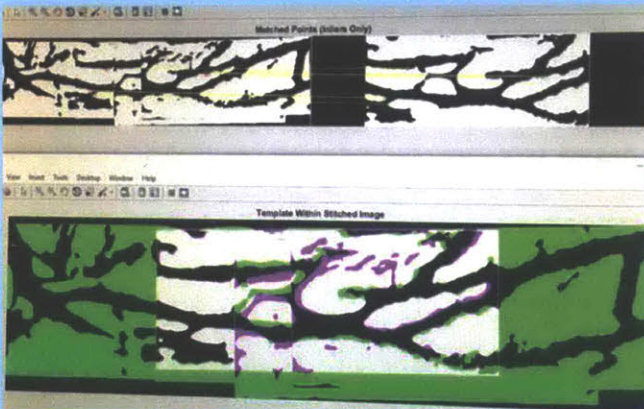 Matched Points (Inliers Only)
View Insert Tools Desktop Window Help
Template Within Stitched Image